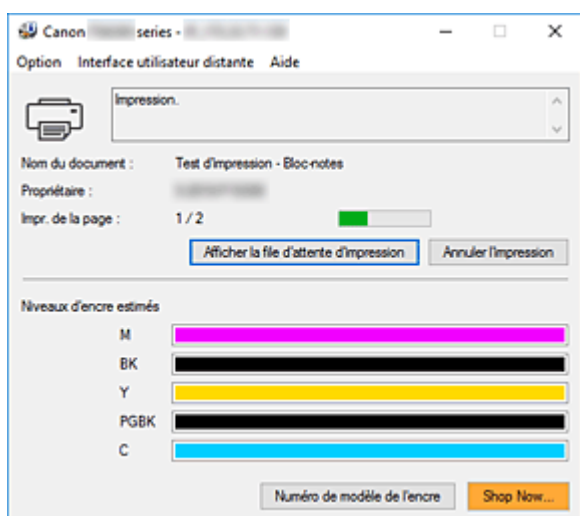 Canon series -
Option Interface utilisateur distante Aide
Impression.
Nom du document : Test d'impression - Bloc-notes
Propriétaire :
Impr. de la page : 1 / 2
Afficher la file d'attente d'impression Annuler l'impression
Niveaux d'encre estimés
M
BK
Y
PGBK
C
Numéro de modèle de l'encre Shop Now...